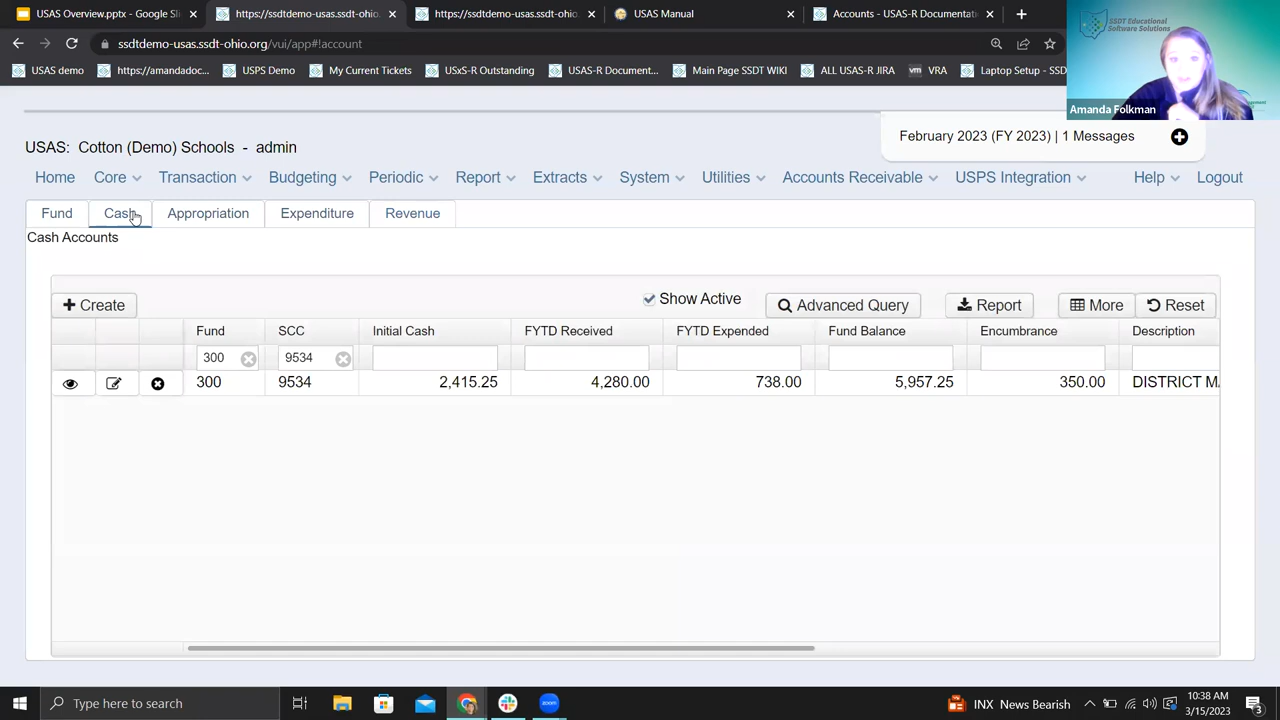 USAS Overview.pptx - Google Sli
https://ssdtdemo-usas.ssdt-ohio.
http://ssdtdemo-usas.ssdt-ohio.
USAS Manual
Accounts - USAS-R Documentati
ssdtdemo-usas.ssdt-ohio.org/vui/app#!account
USAS demo
https://amandadoc...
USPS Demo
My Current Tickets
USxS-R Outstanding
USAS-R Document...
Main Page SSDT WIKI
ALL USAS-R JIRA
vm VRA
Laptop Setup - SSD
SSDT Educational
Software Solutions
Amanda Folkman
February 2023 (FY 2023) | 1 Messages
USAS: Cotton (Demo) Schools - admin
Home Core Transaction Budgeting Periodic Report Extracts System Utilities Accounts Receivable USPS Integration Help Logout
Fund Cash Appropriation Expenditure Revenue
Cash Accounts
Create Show Active Advanced Query Report More Reset
Fund SCC Initial Cash FYTD Received FYTD Expended Fund Balance Encumbrance Description
300 9534
300 9534 2,415.25 4,280.00 738.00 5,957.25 350.00 DISTRICT MA
Type here to search
zoom
INX News Bearish
10:38 AM
3/15/2023
3